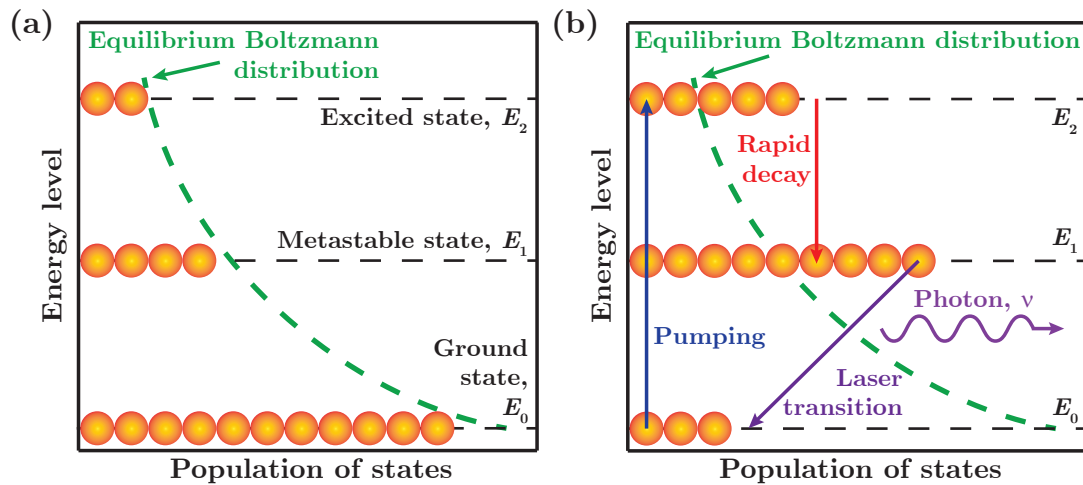 (a)
Equilibrium Boltzmann
distribution
Excited state, E₂
Metastable state, E₁
Ground
state,
E₀
Energy level
Population of states
(b)
Equilibrium Boltzmann distribution
E₂
Rapid
decay
E₁
Photon, ν
Pumping
Laser
transition
E₀
Energy level
Population of states